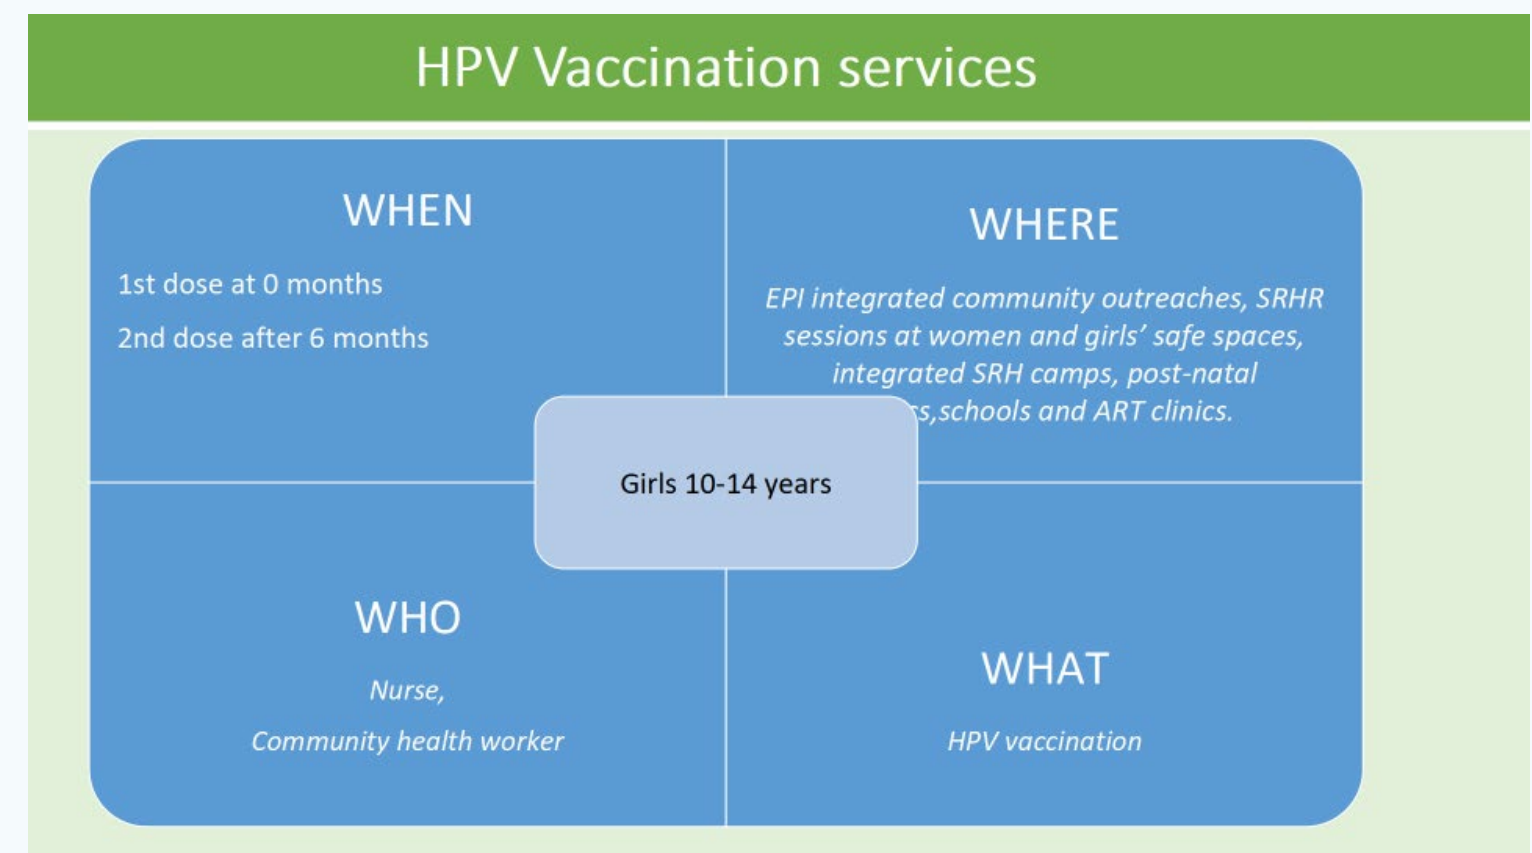 HPV Vaccination services
WHEN
1st dose at 0 months
2nd dose after 6 months
WHERE
EPI integrated community outreaches, SRHR
sessions at women and girls’ safe spaces,
integrated SRH camps, post-natal
schools and ART clinics.
Girls 10-14 years
WHO
Nurse,
Community health worker
WHAT
HPV vaccination